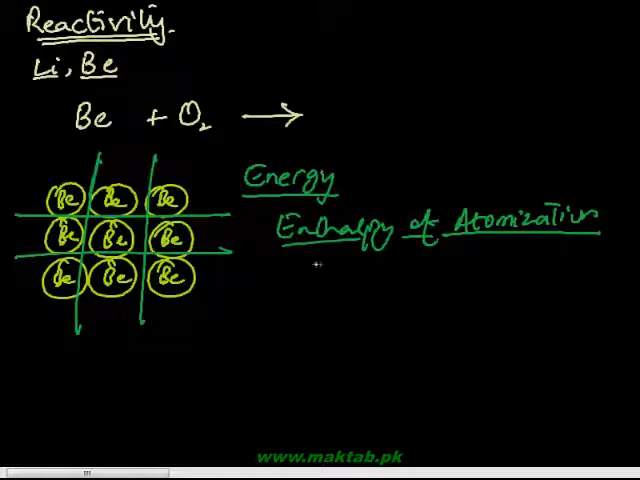 Reactivity.
Li, Be
Be + O₂ →
Be Be Be
Be Be Be
Be Be Be
Energy
Enthalpy of Atomization
www.maktab.pk